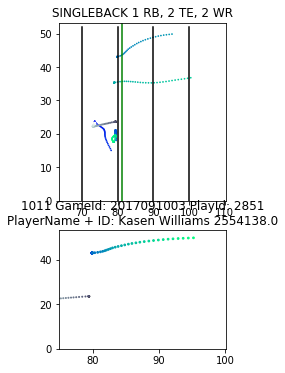 SINGLEBACK 1 RB, 2 TE, 2 WR
50
40
30
20
10
0
70 80 90 100 110
1011 GameId: 2017091003 PlayId: 2851
PlayerName + ID: Kasen Williams 2554138.0
40
20
0
80 90 100